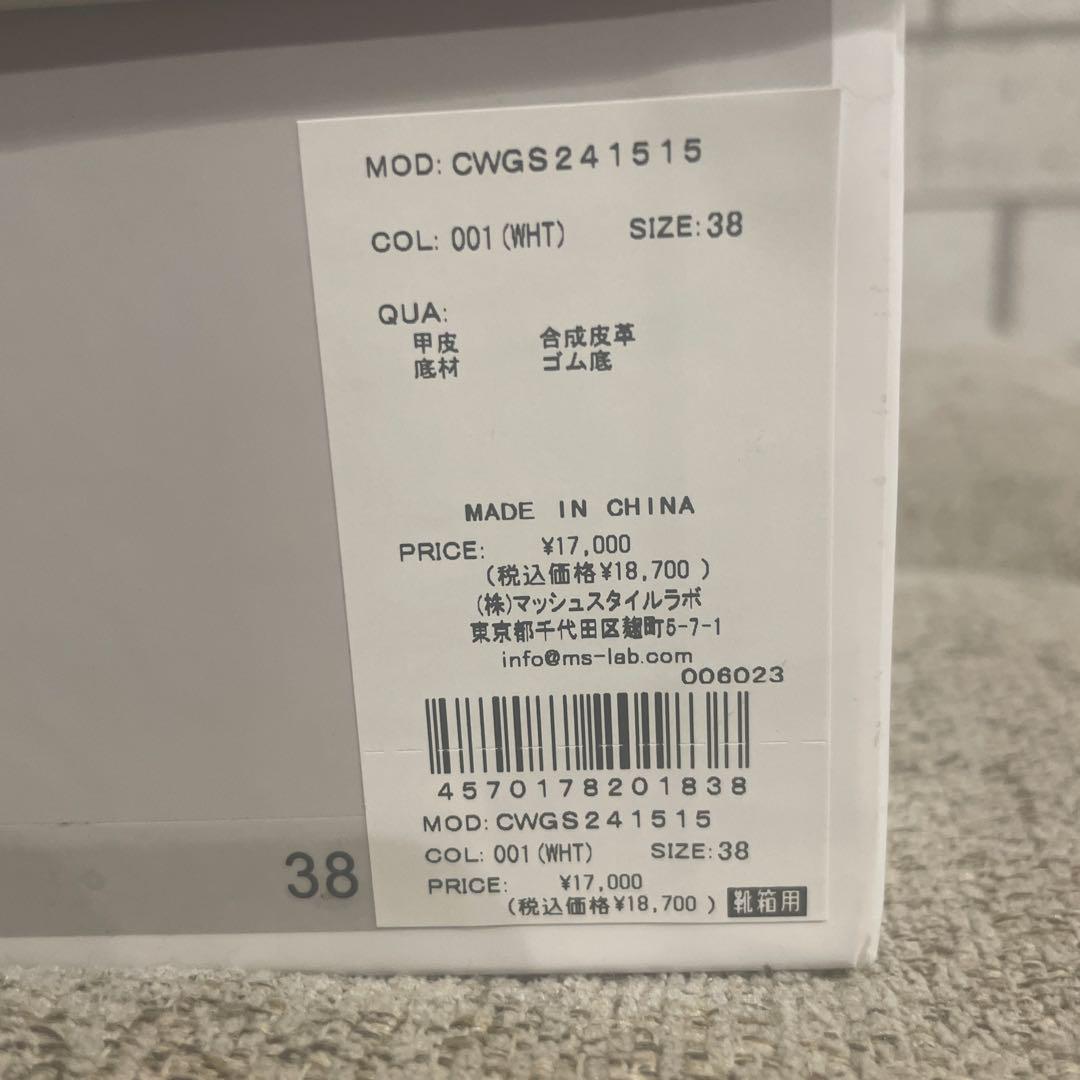 MOD: CWGS241515
COL: 001(WHT) SIZE: 38
QUA:
甲皮 合成皮革
底材 ゴム底
MADE IN CHINA
PRICE: ¥17,000
(税込価格¥18,700 )
(株)マッシュスタイルラボ
東京都千代田区麹町5-7-1
info@ms-lab.com
006023
4570178201838
MOD: CWGS241515
COL: 001(WHT) SIZE: 38
PRICE: ¥17,000
(税込価格¥18,700 ) 靴箱用
38